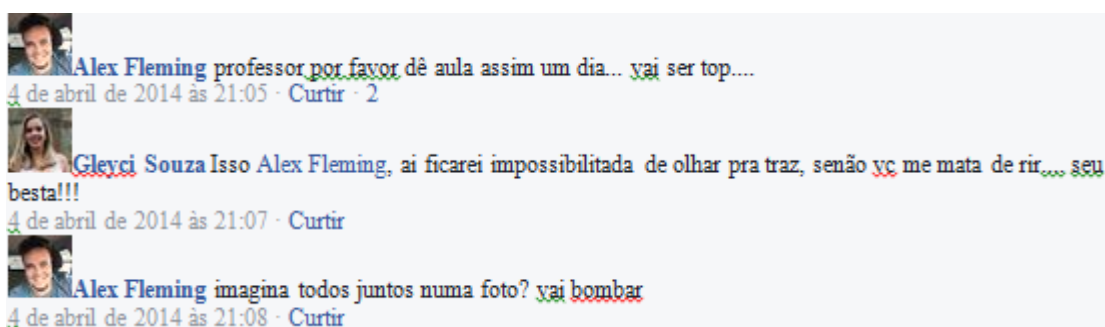 Alex Fleming professor por favor dê aula assim um dia... vai ser top....
4 de abril de 2014 às 21:05 · Curtir · 2
Gleyci Souza Isso Alex Fleming, ai ficarei impossibilitada de olhar pra traz, senão vc me mata de rir.... seu
besta!!!
4 de abril de 2014 às 21:07 · Curtir
Alex Fleming imagina todos juntos numa foto? vai bombar
4 de abril de 2014 às 21:08 · Curtir